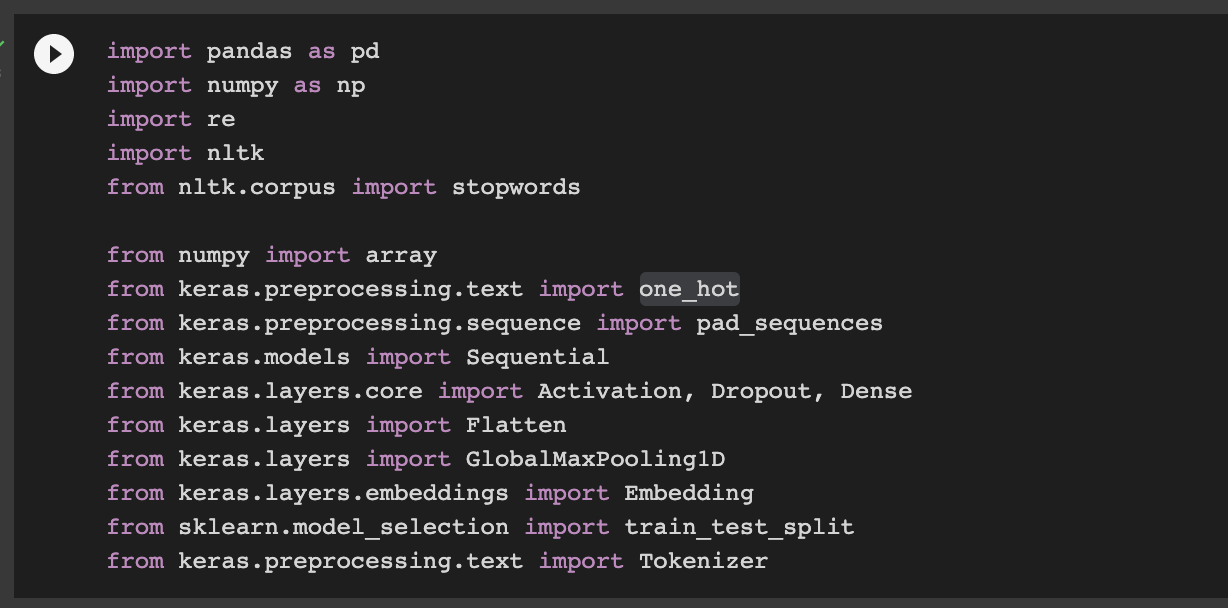 import pandas as pd
import numpy as np
import re
import nltk
from nltk.corpus import stopwords
from numpy import array
from keras.preprocessing.text import one_hot
from keras.preprocessing.sequence import pad_sequences
from keras.models import Sequential
from keras.layers.core import Activation, Dropout, Dense
from keras.layers import Flatten
from keras.layers import GlobalMaxPooling1D
from keras.layers.embeddings import Embedding
from sklearn.model_selection import train_test_split
from keras.preprocessing.text import Tokenizer